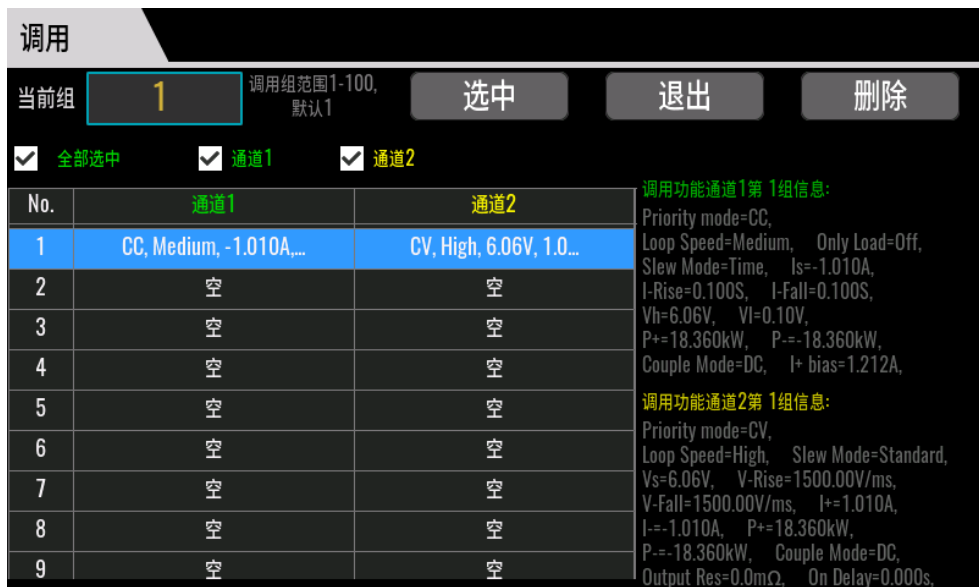 调用
当前组 1 调用组范围1-100, 默认1 选中 退出 删除
全部选中 通道1 通道2
No. 通道1 通道2
1 CC, Medium, -1.010A,... CV, High, 6.06V, 1.0...
2 空 空
3 空 空
4 空 空
5 空 空
6 空 空
7 空 空
8 空 空
9 空 空
调用功能通道1第 1组信息:
Priority mode=CC,
Loop Speed=Medium, Only Load=Off,
Slew Mode=Time, Is=-1.010A,
I-Rise=0.100S, I-Fall=0.100S,
Vh=6.06V, Vl=0.10V,
P+=18.360kW, P-=-18.360kW,
Couple Mode=DC, I+ bias=1.212A,
调用功能通道2第 1组信息:
Priority mode=CV,
Loop Speed=High, Slew Mode=Standard,
Vs=6.06V, V-Rise=1500.00V/ms,
V-Fall=1500.00V/ms, I+=1.010A,
I-=-1.010A, P+=18.360kW,
P-=-18.360kW, Couple Mode=DC,
Output Res=0.0mΩ, On Delay=0.000s,